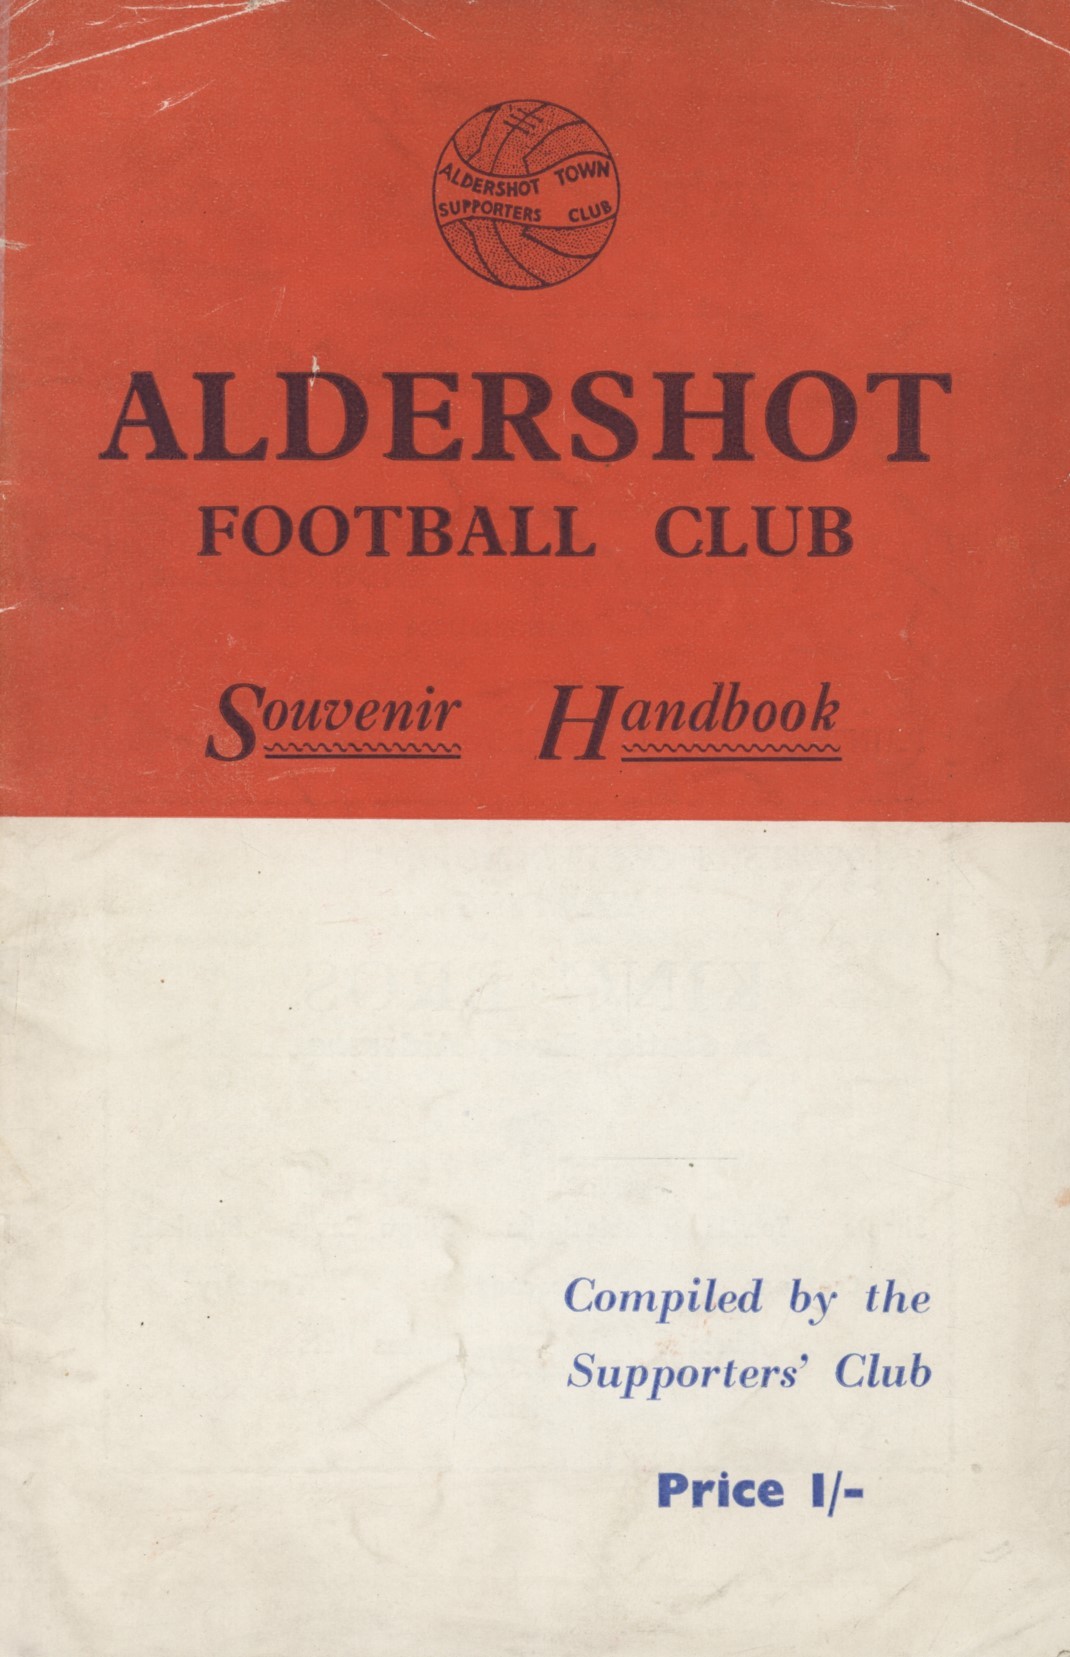 ALDERSHOT TOWN
SUPPORTERS CLUB
ALDERSHOT
FOOTBALL CLUB
Souvenir Handbook
Compiled by the
Supporters' Club
Price 1/-